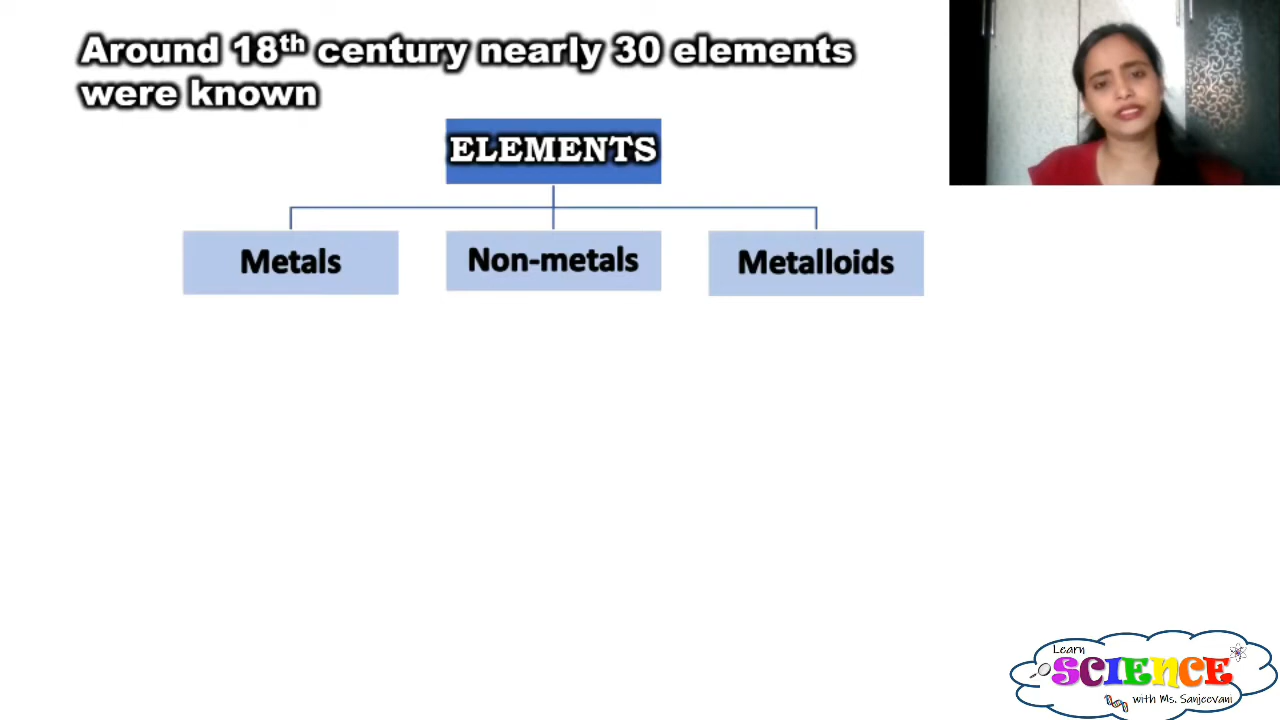 Around 18th century nearly 30 elements
were known
ELEMENTS
Metals
Non-metals
Metalloids
Learn
SCIENCE
with Ms. Sanjeevani